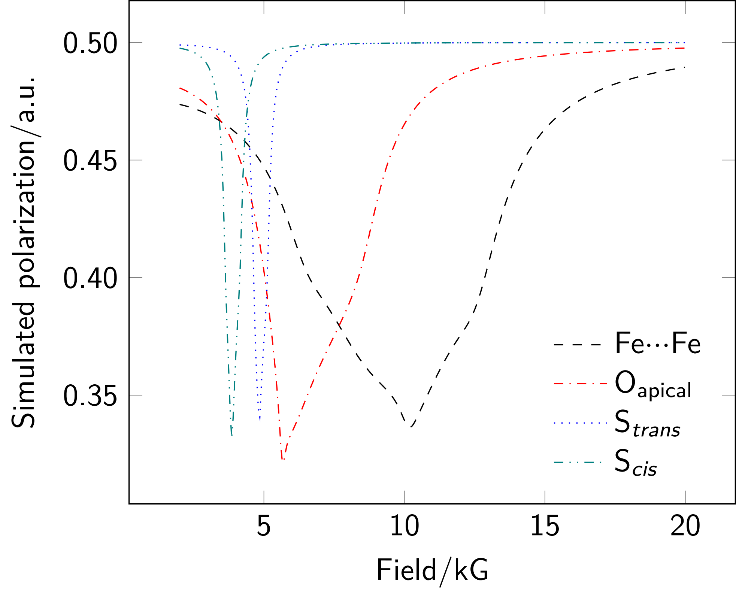 Simulated polarization/a.u.
0.50
0.45
0.40
0.35
Fe···Fe
O_apical
S_trans
S_cis
5 10 15 20
Field/kG